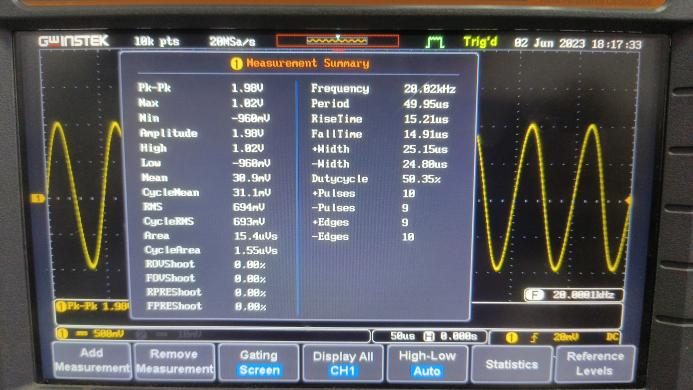 GWINSTEK 10k pts 20MSa/s Trig'd 02 Jun 2023 18:17:33
1 Measurement Summary
Pk-Pk 1.98V Frequency 20.02kHz
Max 1.02V Period 49.95us
Min -960mV RiseTime 15.21us
Amplitude 1.98V FallTime 14.91us
High 1.02V +Width 25.15us
Low -960mV -Width 24.80us
Mean 30.9mV Dutycycle 50.35%
CycleMean 31.1mV +Pulses 10
RMS 694mV -Pulses 9
CycleRMS 693mV +Edges 9
Area 15.4uVs -Edges 10
CycleArea 1.55uVs
ROVShoot 0.00%
FOVShoot 0.00%
RPREShoot 0.00%
FPREShoot 0.00%
F 20.0001kHz
1 Pk-Pk 1.98V
1 500mV 2 10mV 50us H 0.000s 1 20mV DC
Add Measurement
Remove Measurement
Gating Screen
Display All CH1
High-Low Auto
Statistics
Reference Levels